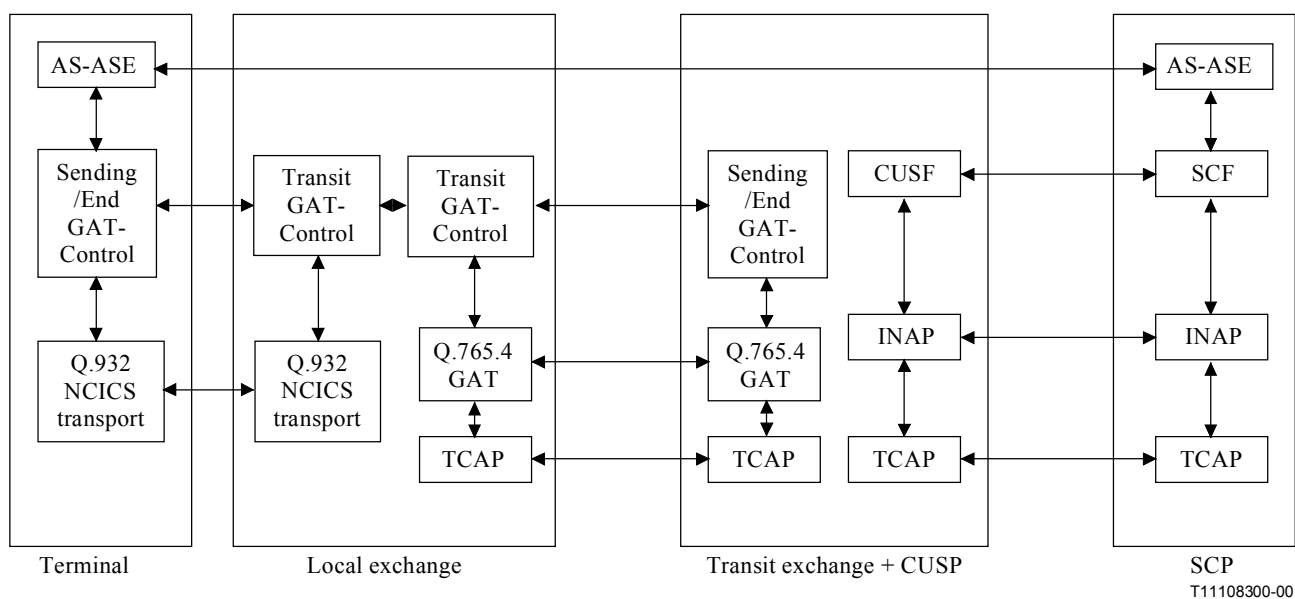 AS-ASE
AS-ASE
Sending
/End
GAT-
Control
Transit
GAT-
Control
Transit
GAT-
Control
Sending
/End
GAT-
Control
CUSF
SCF
Q.932
NCICS
transport
Q.932
NCICS
transport
Q.765.4
GAT
Q.765.4
GAT
INAP
INAP
TCAP
TCAP
TCAP
TCAP
Terminal
Local exchange
Transit exchange + CUSP
SCP
T11108300-00